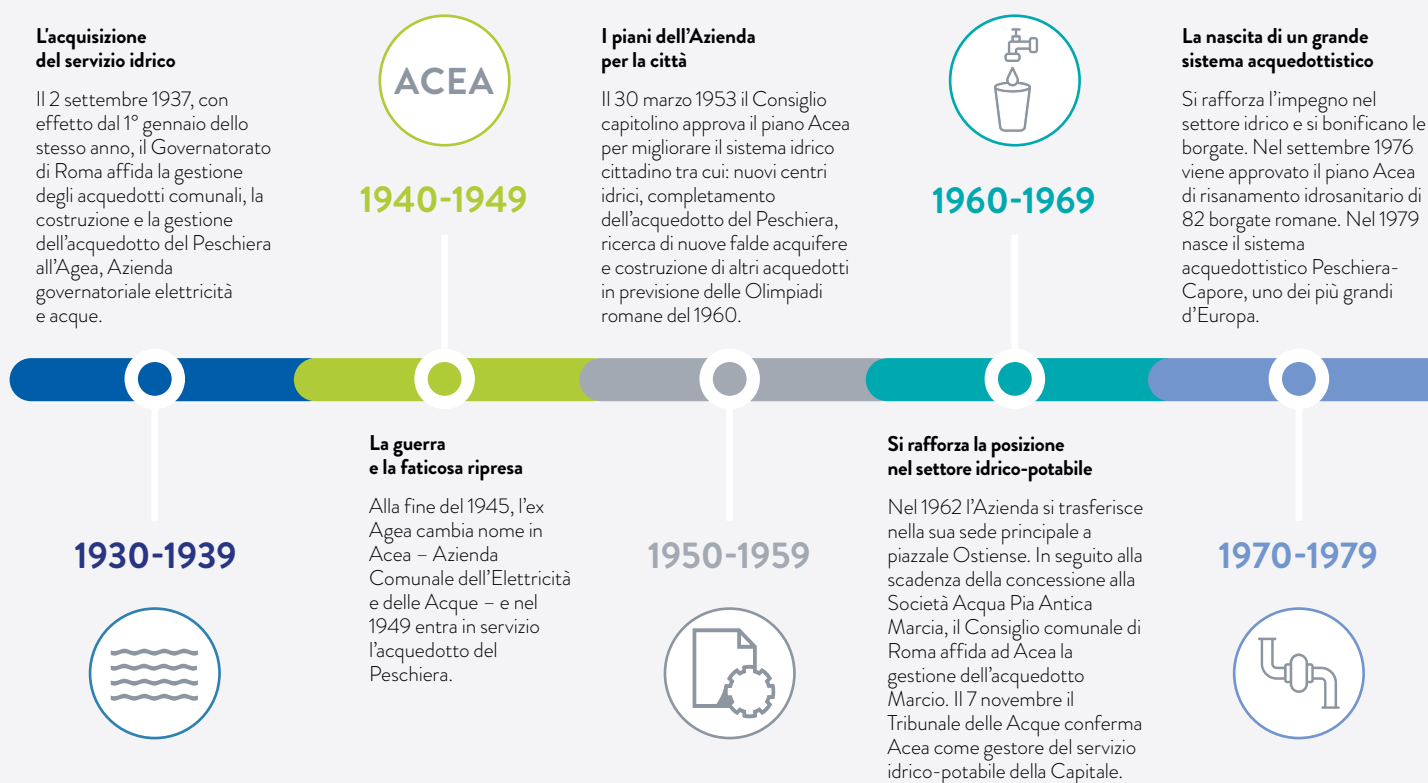 L'acquisizione
del servizio idrico
Il 2 settembre 1937, con
effetto dal 1° gennaio dello
stesso anno, il Governatorato
di Roma affida la gestione
degli acquedotti comunali, la
costruzione e la gestione
dell'acquedotto del Peschiera
all'Agea, Azienda
governatoriale elettricità
e acque.
1930-1939
ACEA
1940-1949
La guerra
e la faticosa ripresa
Alla fine del 1945, l'ex
Agea cambia nome in
Acea – Azienda
Comunale dell'Elettricità
e delle Acque – e nel
1949 entra in servizio
l'acquedotto del
Peschiera.
I piani dell'Azienda
per la città
Il 30 marzo 1953 il Consiglio
capitolino approva il piano Acea
per migliorare il sistema idrico
cittadino tra cui: nuovi centri
idrici, completamento
dell'acquedotto del Peschiera,
ricerca di nuove falde acquifere
e costruzione di altri acquedotti
in previsione delle Olimpiadi
romane del 1960.
1950-1959
1960-1969
Si rafforza la posizione
nel settore idrico-potabile
Nel 1962 l'Azienda si trasferisce
nella sua sede principale a
piazzale Ostiense. In seguito alla
scadenza della concessione alla
Società Acqua Pia Antica
Marcia, il Consiglio comunale di
Roma affida ad Acea la
gestione dell'acquedotto
Marcio. Il 7 novembre il
Tribunale delle Acque conferma
Acea come gestore del servizio
idrico-potabile della Capitale.
La nascita di un grande
sistema acquedottistico
Si rafforza l'impegno nel
settore idrico e si bonificano le
borgate. Nel settembre 1976
viene approvato il piano Acea
di risanamento idrosanitario di
82 borgate romane. Nel 1979
nasce il sistema
acquedottistico Peschiera-
Capore, uno dei più grandi
d'Europa.
1970-1979